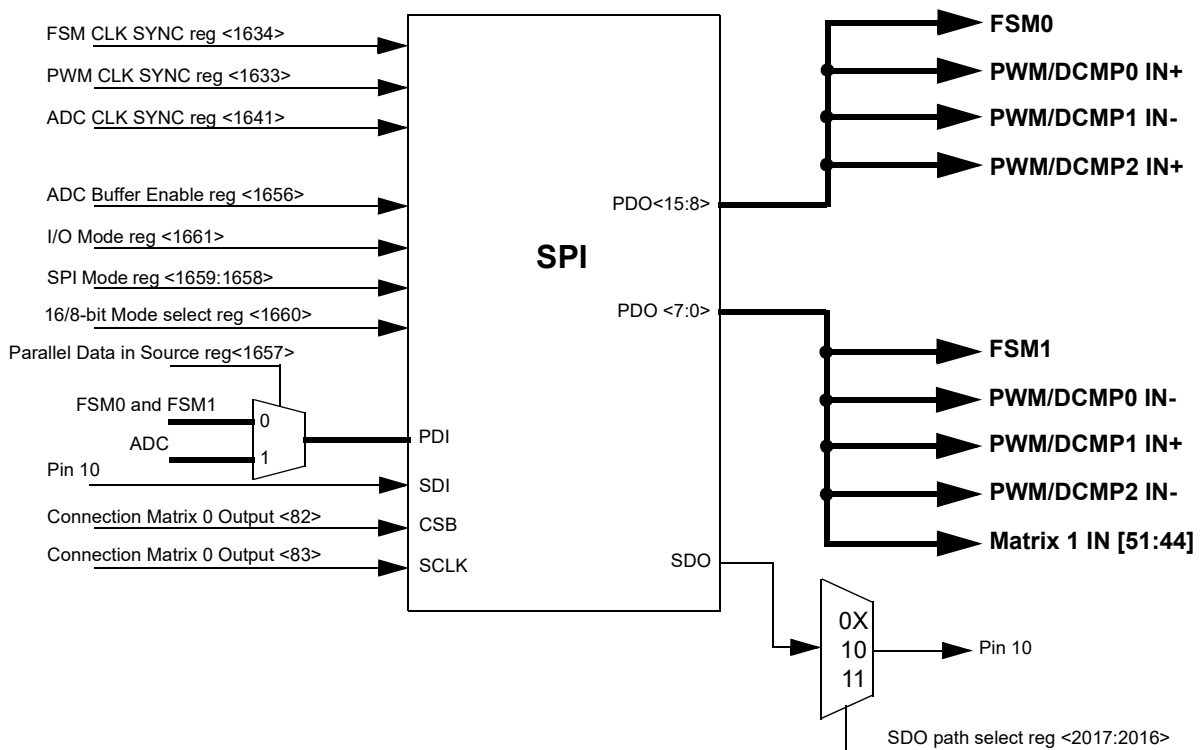 FSM CLK SYNC reg <1634>
PWM CLK SYNC reg <1633>
ADC CLK SYNC reg <1641>
ADC Buffer Enable reg <1656>
I/O Mode reg <1661>
SPI Mode reg <1659:1658>
16/8-bit Mode select reg <1660>
Parallel Data in Source reg<1657>
FSM0 and FSM1
0
ADC
1
Pin 10
Connection Matrix 0 Output <82>
Connection Matrix 0 Output <83>
PDI
SDI
CSB
SCLK
SPI
PDO<15:8>
PDO <7:0>
SDO
FSM0
PWM/DCMP0 IN+
PWM/DCMP1 IN-
PWM/DCMP2 IN+
FSM1
PWM/DCMP0 IN-
PWM/DCMP1 IN+
PWM/DCMP2 IN-
Matrix 1 IN [51:44]
0X
10
11
Pin 10
SDO path select reg <2017:2016>